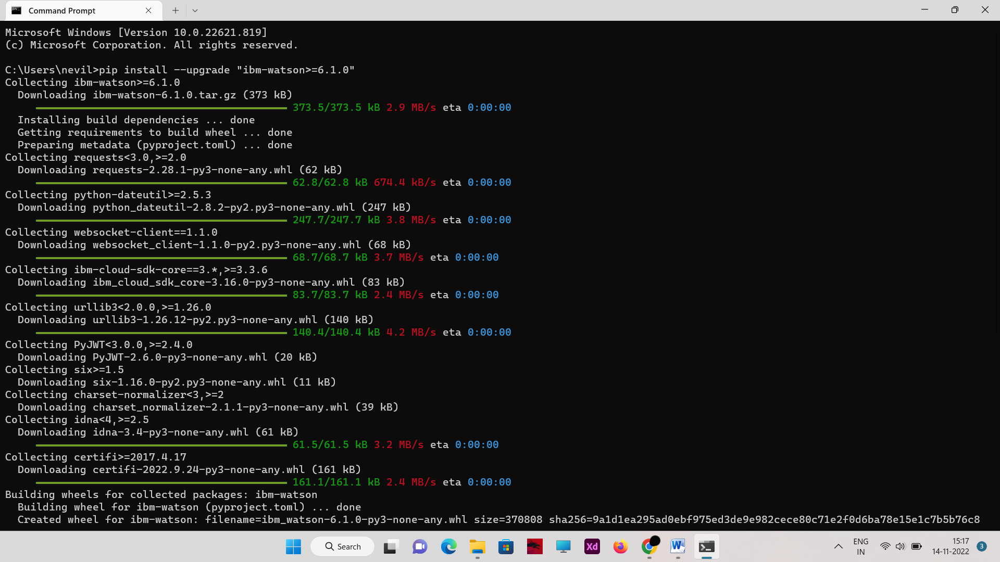 Command Prompt
Microsoft Windows [Version 10.0.22621.819]
(c) Microsoft Corporation. All rights reserved.
C:\Users\nevil>pip install --upgrade "ibm-watson>=6.1.0"
Collecting ibm-watson>=6.1.0
Downloading ibm-watson-6.1.0.tar.gz (373 kB)
373.5/373.5 kB 2.9 MB/s eta 0:00:00
Installing build dependencies ... done
Getting requirements to build wheel ... done
Preparing metadata (pyproject.toml) ... done
Collecting requests<3.0,>=2.0
Downloading requests-2.28.1-py3-none-any.whl (62 kB)
62.8/62.8 kB 674.4 kB/s eta 0:00:00
Collecting python-dateutil>=2.5.3
Downloading python_dateutil-2.8.2-py2.py3-none-any.whl (247 kB)
247.7/247.7 kB 3.8 MB/s eta 0:00:00
Collecting websocket-client==1.1.0
Downloading websocket_client-1.1.0-py2.py3-none-any.whl (68 kB)
68.7/68.7 kB 3.7 MB/s eta 0:00:00
Collecting ibm-cloud-sdk-core==3.*,>=3.3.6
Downloading ibm_cloud_sdk_core-3.16.0-py3-none-any.whl (83 kB)
83.7/83.7 kB 2.4 MB/s eta 0:00:00
Collecting urllib3<2.0.0,>=1.26.0
Downloading urllib3-1.26.12-py2.py3-none-any.whl (140 kB)
140.4/140.4 kB 4.2 MB/s eta 0:00:00
Collecting PyJWT<3.0.0,>=2.4.0
Downloading PyJWT-2.6.0-py3-none-any.whl (20 kB)
Collecting six>=1.5
Downloading six-1.16.0-py2.py3-none-any.whl (11 kB)
Collecting charset-normalizer<3,>=2
Downloading charset_normalizer-2.1.1-py3-none-any.whl (39 kB)
Collecting idna<4,>=2.5
Downloading idna-3.4-py3-none-any.whl (61 kB)
61.5/61.5 kB 3.2 MB/s eta 0:00:00
Collecting certifi>=2017.4.17
Downloading certifi-2022.9.24-py3-none-any.whl (161 kB)
161.1/161.1 kB 2.4 MB/s eta 0:00:00
Building wheels for collected packages: ibm-watson
Building wheel for ibm-watson (pyproject.toml) ... done
Created wheel for ibm-watson: filename=ibm_watson-6.1.0-py3-none-any.whl size=370808 sha256=9a1d1ea295ad0ebf975ed3de9e982cece80c71e2f0d6ba78e15e1c7b5b76c8
Search
Xd
W
ENG
IN
15:17
14-11-2022
3